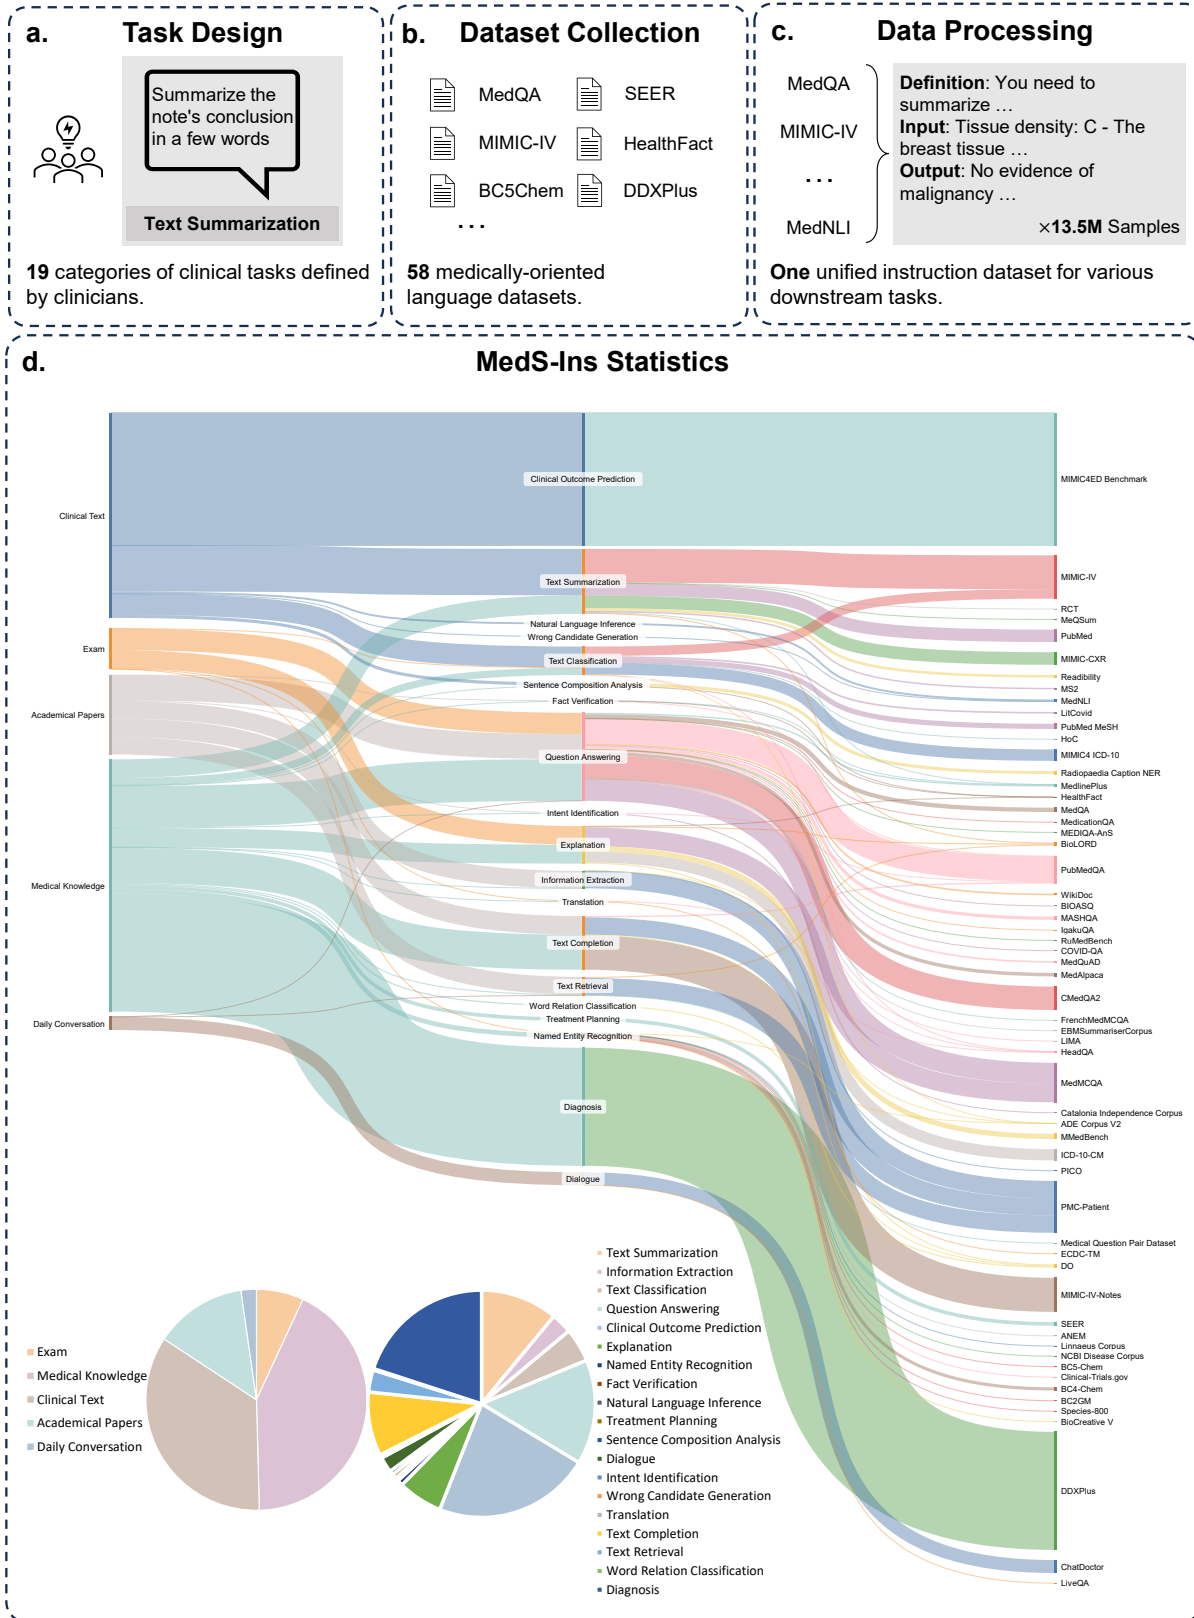 a. Task Design
Summarize the
note's conclusion
in a few words
Text Summarization
19 categories of clinical tasks defined
by clinicians.
b. Dataset Collection
MedQA
SEER
MIMIC-IV
HealthFact
BC5Chem
DDXPlus
...
58 medically-oriented
language datasets.
c. Data Processing
MedQA
MIMIC-IV
...
MedNLI
Definition: You need to
summarize ...
Input: Tissue density: C - The
breast tissue ...
Output: No evidence of
malignancy ...
×13.5M Samples
One unified instruction dataset for various
downstream tasks.
d. MedS-Ins Statistics
Clinical Text
Exam
Academical Papers
Medical Knowledge
Daily Conversation
Clinical Outcome Prediction
Text Summarization
Natural Language Inference
Wrong Candidate Generation
Text Classification
Sentence Composition Analysis
Fact Verification
Question Answering
Intent Identification
Explanation
Information Extraction
Translation
Text Completion
Text Retrieval
Word Relation Classification
Treatment Planning
Named Entity Recognition
Diagnosis
Dialogue
MIMIC4ED Benchmark
MIMIC-IV
RCT
MeQSum
PubMed
MIMIC-CXR
Readibility
MS2
MedNLI
LitCovid
PubMed MeSH
HoC
MIMIC4 ICD-10
Radiopaedia Caption NER
MedlinePlus
HealthFact
MedQA
MedicationQA
MEDIQA-AnS
BioLORD
PubMedQA
WikiDoc
BIOASQ
MASHQA
IgakuQA
RuMedBench
COVID-QA
MedQuAD
MedAlpaca
CMedQA2
FrenchMedMCQA
EBMSummariserCorpus
LIMA
HeadQA
MedMCQA
Catalonia Independence Corpus
ADE Corpus V2
MMedBench
ICD-10-CM
PICO
PMC-Patient
Medical Question Pair Dataset
ECDC-TM
DO
MIMIC-IV-Notes
SEER
ANEM
Linnaeus Corpus
NCBI Disease Corpus
BC5-Chem
Clinical-Trials.gov
BC4-Chem
BC2GM
Species-800
BioCreative V
DDXPlus
ChatDoctor
LiveQA
Exam
Medical Knowledge
Clinical Text
Academical Papers
Daily Conversation
Text Summarization
Information Extraction
Text Classification
Question Answering
Clinical Outcome Prediction
Explanation
Named Entity Recognition
Fact Verification
Natural Language Inference
Treatment Planning
Sentence Composition Analysis
Dialogue
Intent Identification
Wrong Candidate Generation
Translation
Text Completion
Text Retrieval
Word Relation Classification
Diagnosis